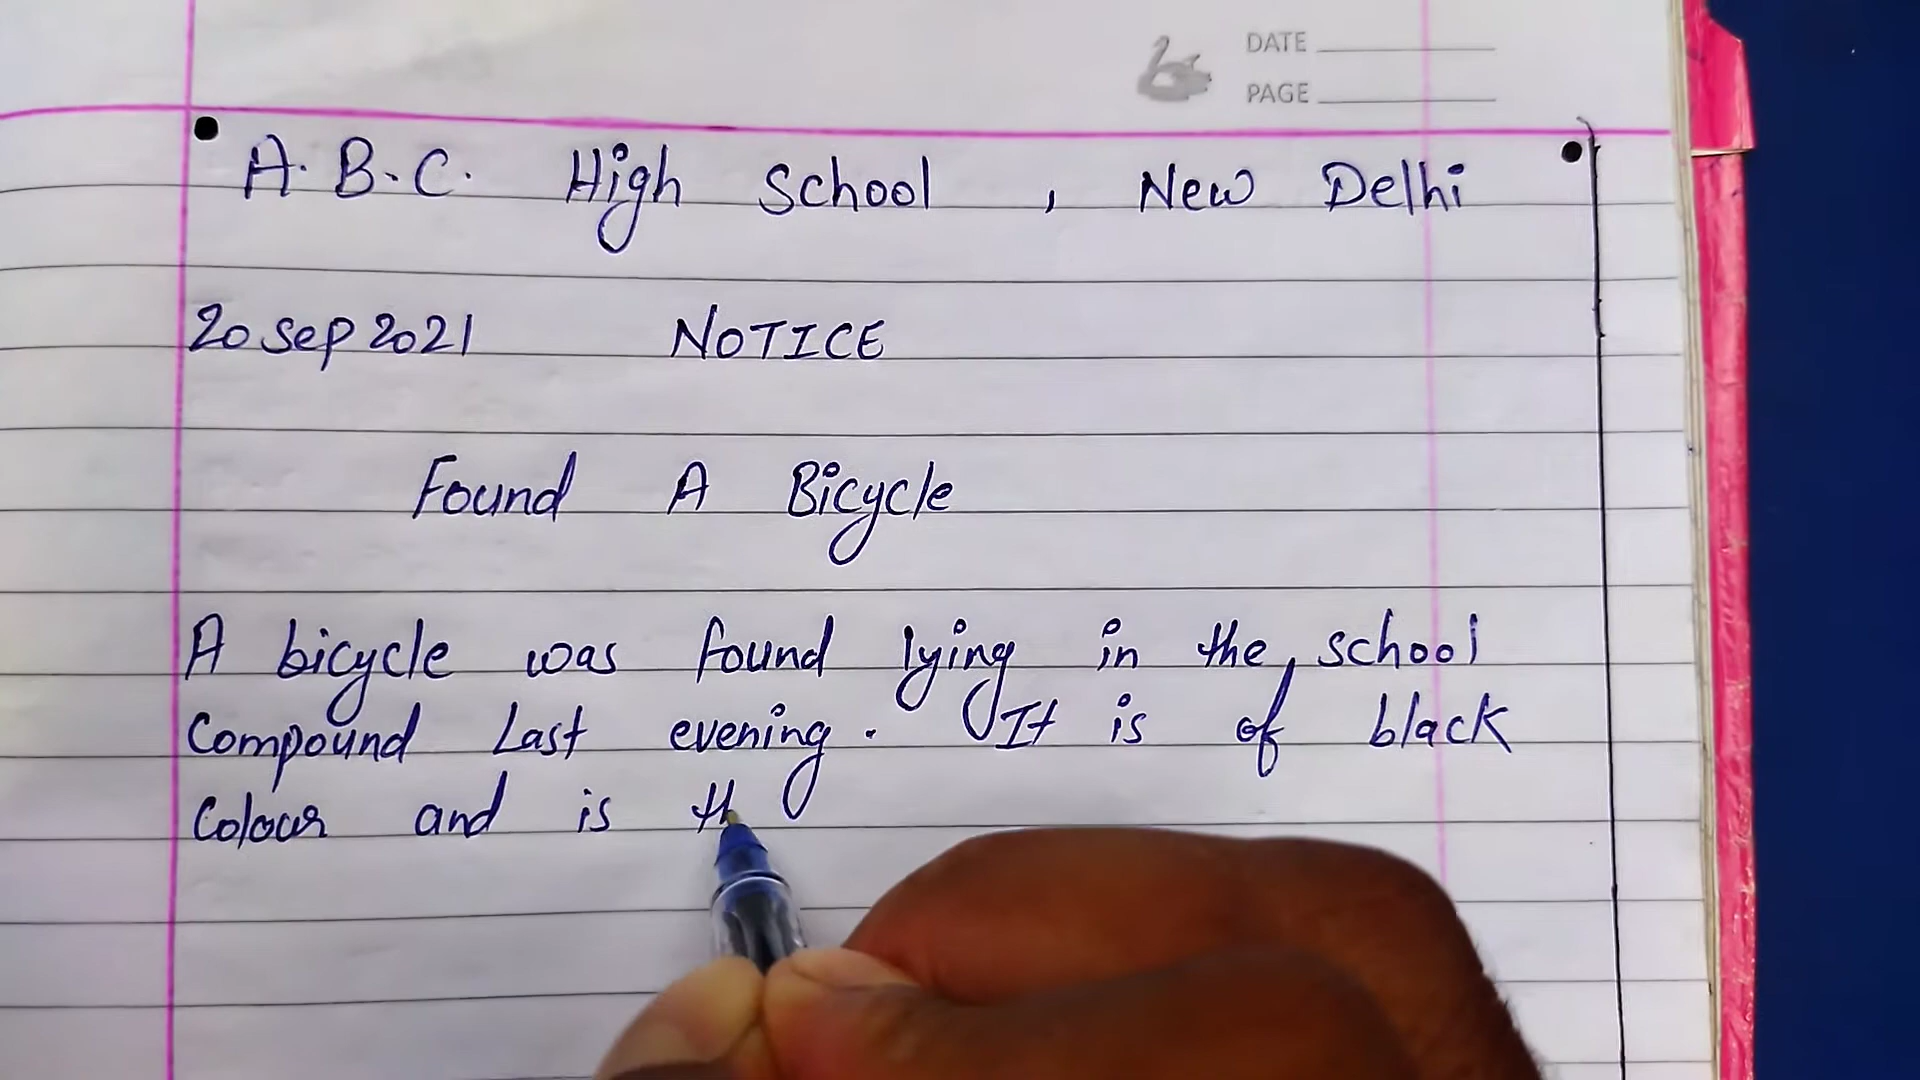 DATE
PAGE
A. B. C. High School , New Delhi
20 Sep 2021 NOTICE
Found A Bicycle
A bicycle was found lying in the school
Compound Last evening. It is of black
Colour and is th